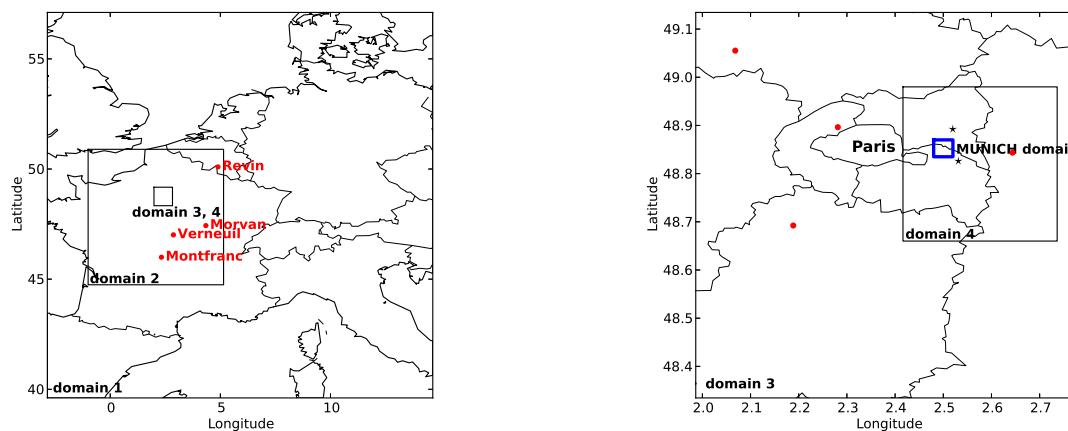 55
50
45
40
0
5
10
Latitude
Longitude
Revin
domain 3, 4
Morvan
Verneuil
Montfranc
domain 2
domain 1
49.1
49.0
48.9
48.8
48.7
48.6
48.5
48.4
2.0
2.1
2.2
2.3
2.4
2.5
2.6
2.7
Latitude
Longitude
Paris
MUNICH domai
domain 4
domain 3